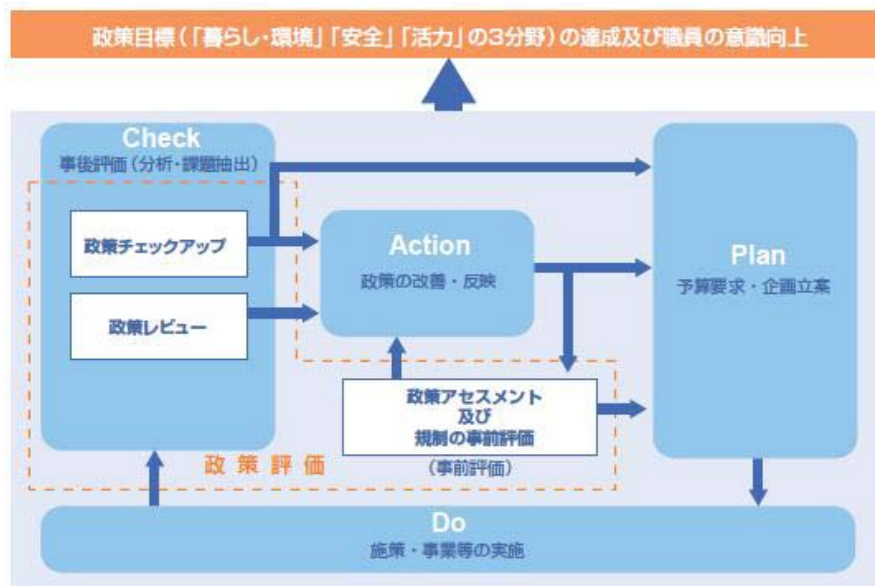 政策目標(「暮らし・環境」「安全」「活力」の3分野)の達成及び職員の意識向上
Check
事後評価(分析・課題抽出)
政策チェックアップ
政策レビュー
Action
政策の改善・反映
Plan
予算要求・企画立案
政策アセスメント
及び
規制の事前評価
(事前評価)
政策評価
Do
施策・事業等の実施